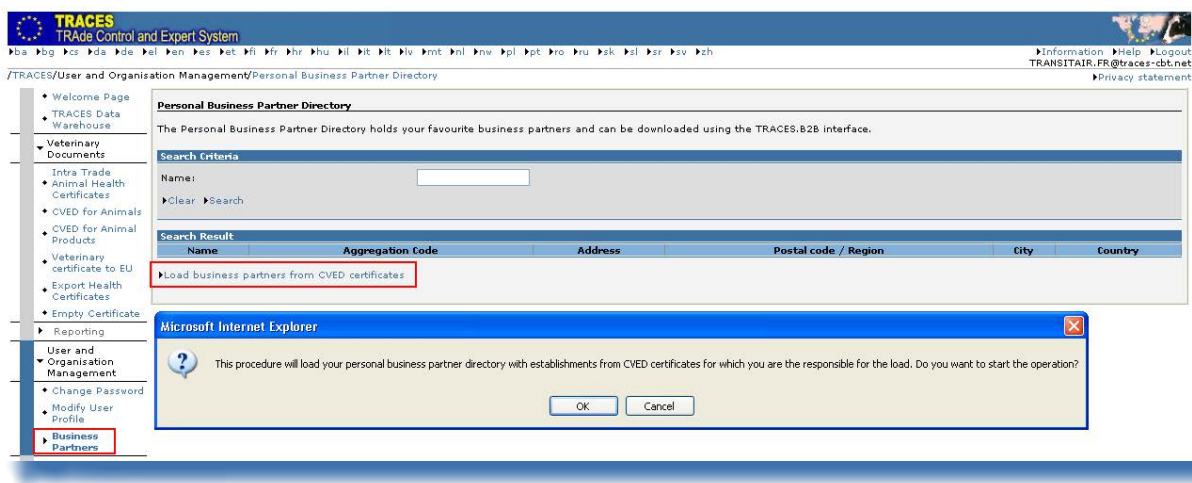 TRACES
TRAde Control and Expert System
ba bg cs da de el en es et fi fr hr hu il it lt lv mt nl nw pl pt ro ru sk sl sr sv zh
Information Help Logout
TRANSITAIR.FR@traces-cbt.net
/TRACES/User and Organisation Management/Personal Business Partner Directory
Privacy statement
Welcome Page
TRACES Data
Warehouse
Veterinary
Documents
Intra Trade
Animal Health
Certificates
CVED for Animals
CVED for Animal
Products
Veterinary
certificate to EU
Export Health
Certificates
Empty Certificate
Reporting
User and
Organisation
Management
Change Password
Modify User
Profile
Business
Partners
Personal Business Partner Directory
The Personal Business Partner Directory holds your favourite business partners and can be downloaded using the TRACES.B2B interface.
Search Criteria
Name:
Clear Search
Search Result
Name Aggregation Code Address Postal code / Region City Country
Load business partners from CVED certificates
Microsoft Internet Explorer
This procedure will load your personal business partner directory with establishments from CVED certificates for which you are the responsible for the load. Do you want to start the operation?
OK Cancel